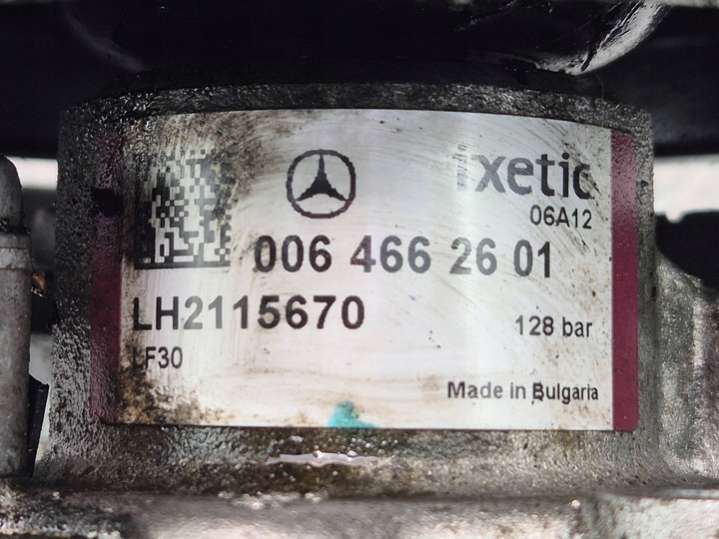 ixetic
06A12
006 466 26 01
LH2115670
128 bar
LF30
Made in Bulgaria